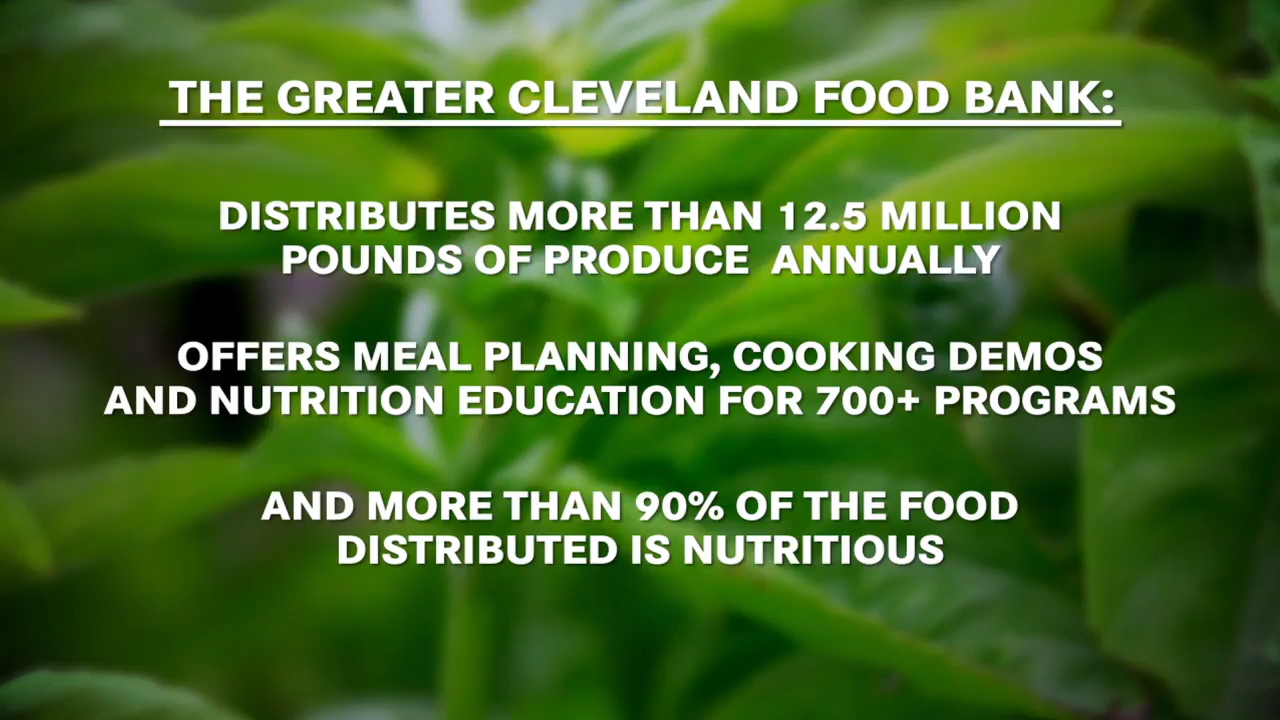 THE GREATER CLEVELAND FOOD BANK:
DISTRIBUTES MORE THAN 12.5 MILLION
POUNDS OF PRODUCE  ANNUALLY
OFFERS MEAL PLANNING, COOKING DEMOS
AND NUTRITION EDUCATION FOR 700+ PROGRAMS
AND MORE THAN 90% OF THE FOOD
DISTRIBUTED IS NUTRITIOUS